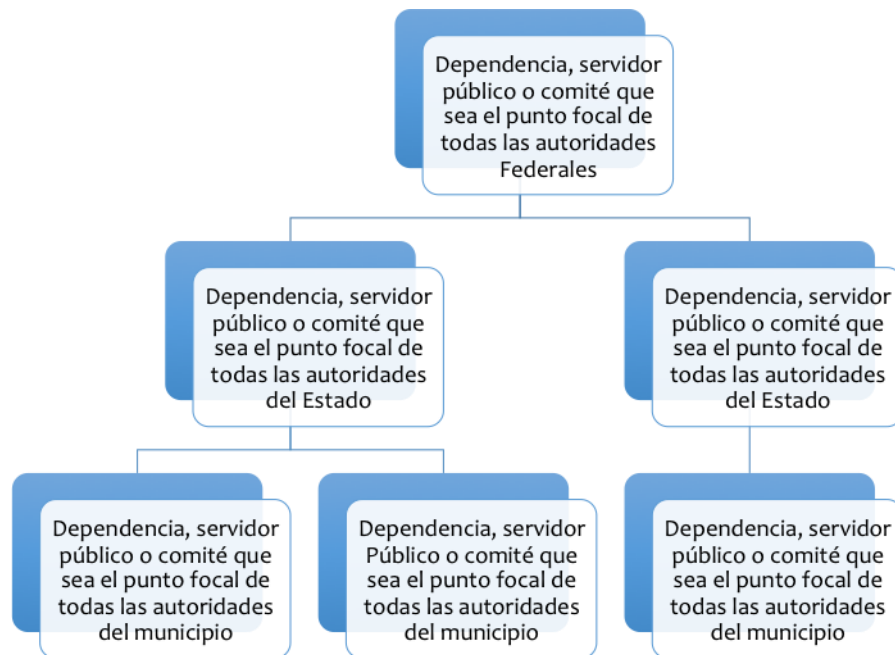 Dependencia, servidor
público o comité que
sea el punto focal de
todas las autoridades
Federales
Dependencia, servidor
público o comité que
sea el punto focal de
todas las autoridades
del Estado
Dependencia, servidor
público o comité que
sea el punto focal de
todas las autoridades
del Estado
Dependencia, servidor
público o comité que
sea el punto focal de
todas las autoridades
del municipio
Dependencia, servidor
Público o comité que
sea el punto focal de
todas las autoridades
del municipio
Dependencia, servidor
público o comité que
sea el punto focal de
todas las autoridades
del municipio